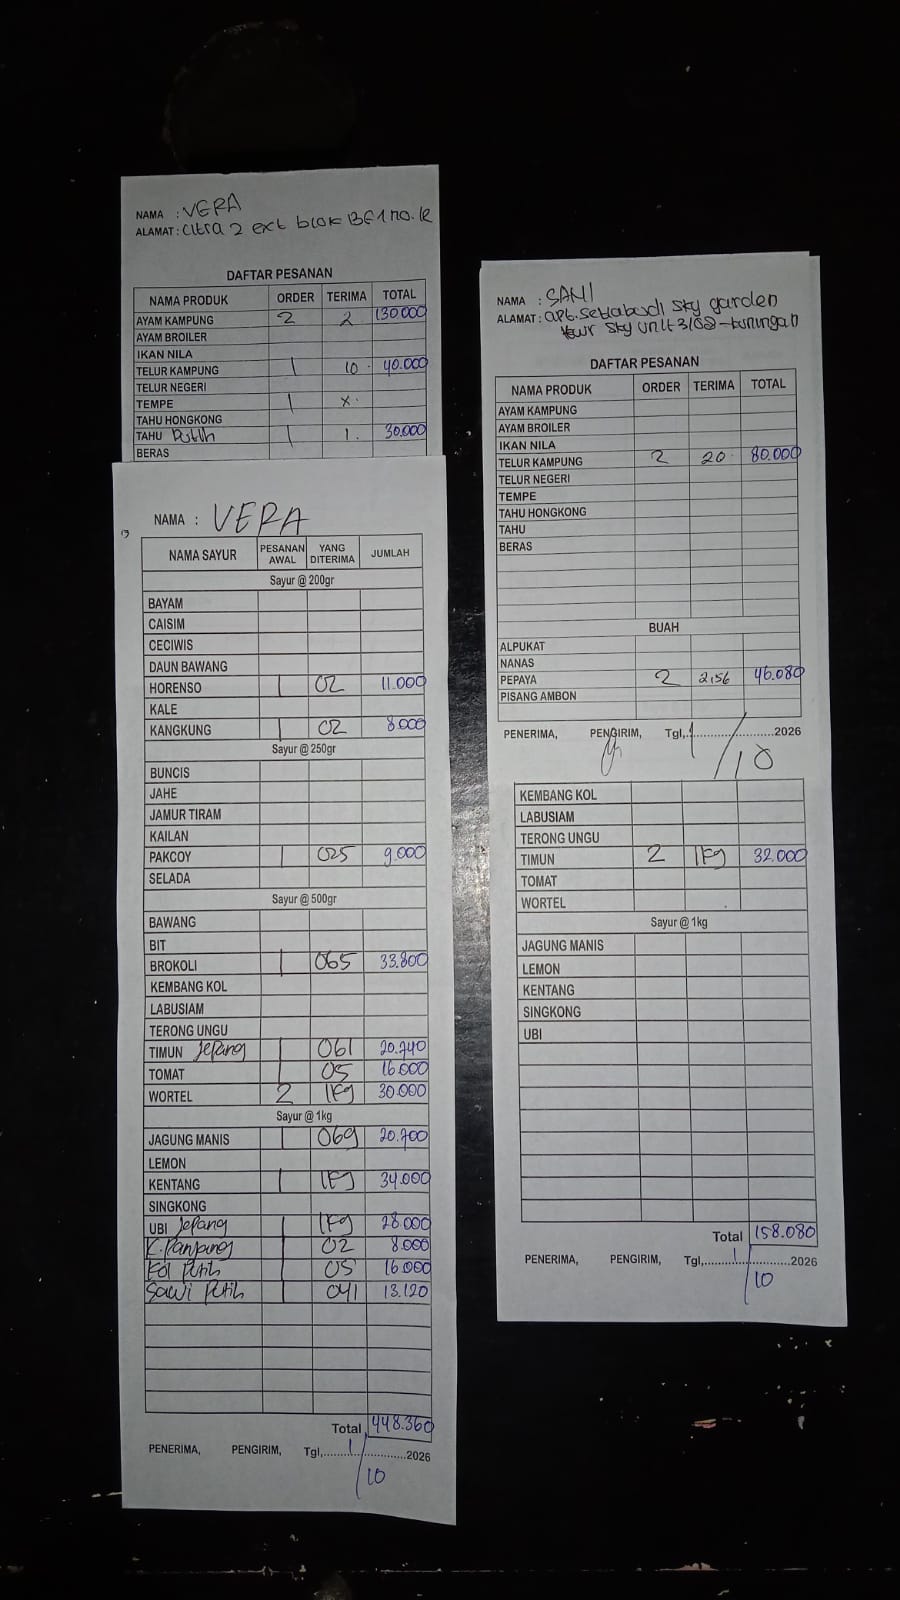 NAMA : VERA
ALAMAT : Citra 2 ext blok BF1 no. 12
DAFTAR PESANAN
NAMA PRODUK ORDER TERIMA TOTAL
AYAM KAMPUNG 2 2 130.000
AYAM BROILER
IKAN NILA
TELUR KAMPUNG 1 10 40.000
TELUR NEGERI
TEMPE 1 x
TAHU HONGKONG
TAHU Putih 1 1. 30.000
BERAS
NAMA : VERA
NAMA SAYUR PESANAN AWAL YANG DITERIMA JUMLAH
Sayur @ 200gr
BAYAM
CAISIM
CECIWIS
DAUN BAWANG
HORENSO 1 02 11.000
KALE
KANGKUNG 1 02 8.000
Sayur @ 250gr
BUNCIS
JAHE
JAMUR TIRAM
KAILAN
PAKCOY 1 025 9.000
SELADA
Sayur @ 500gr
BAWANG
BIT
BROKOLI 1 065 33.800
KEMBANG KOL
LABUSIAM
TERONG UNGU
TIMUN Jepang 1 061 20.740
TOMAT 1 05 16.000
WORTEL 2 1Kg 30.000
Sayur @ 1kg
JAGUNG MANIS 1 069 20.700
LEMON
KENTANG 1 1Kg 34.000
SINGKONG
UBI Jepang 1 1Kg 28.000
K. Panjang 1 02 8.000
Kol Putih 1 05 16.000
Sawi Putih 1 041 13.120
Total 448.360
PENERIMA, PENGIRIM, Tgl, 1/10 2026
NAMA : SAMI
ALAMAT : apt. Setiabudi Sky garden
Sky Unit 3/08 - kuningan
DAFTAR PESANAN
NAMA PRODUK ORDER TERIMA TOTAL
AYAM KAMPUNG
AYAM BROILER
IKAN NILA
TELUR KAMPUNG 2 20 80.000
TELUR NEGERI
TEMPE
TAHU HONGKONG
TAHU
BERAS
BUAH
ALPUKAT
NANAS
PEPAYA 2 2,56 46.080
PISANG AMBON
PENERIMA, PENGIRIM, Tgl, 1/10 2026
KEMBANG KOL
LABUSIAM
TERONG UNGU
TIMUN 2 1Kg 32.000
TOMAT
WORTEL
Sayur @ 1kg
JAGUNG MANIS
LEMON
KENTANG
SINGKONG
UBI
Total 158.080
PENERIMA, PENGIRIM, Tgl, 1/10 2026